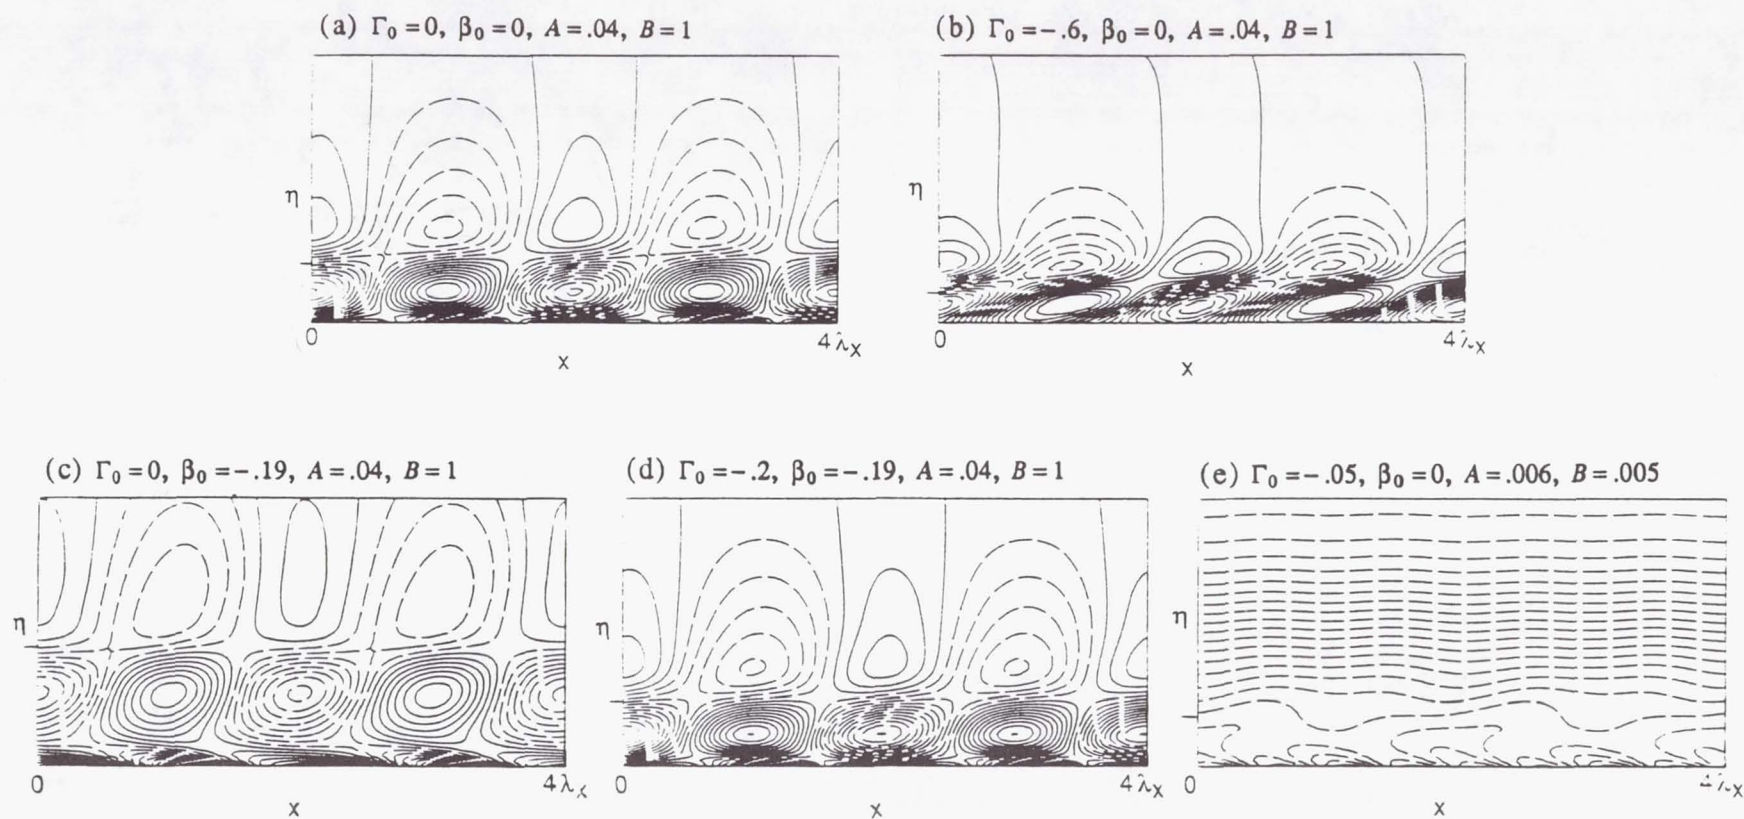 (a) Γ₀ = 0, β₀ = 0, A = .04, B = 1
(b) Γ₀ = -.6, β₀ = 0, A = .04, B = 1
η
0
4λx
x
η
0
4λx
x
(c) Γ₀ = 0, β₀ = -.19, A = .04, B = 1
(d) Γ₀ = -.2, β₀ = -.19, A = .04, B = 1
(e) Γ₀ = -.05, β₀ = 0, A = .006, B = .005
η
0
4λx
x
η
0
4λx
x
η
0
4λx
x